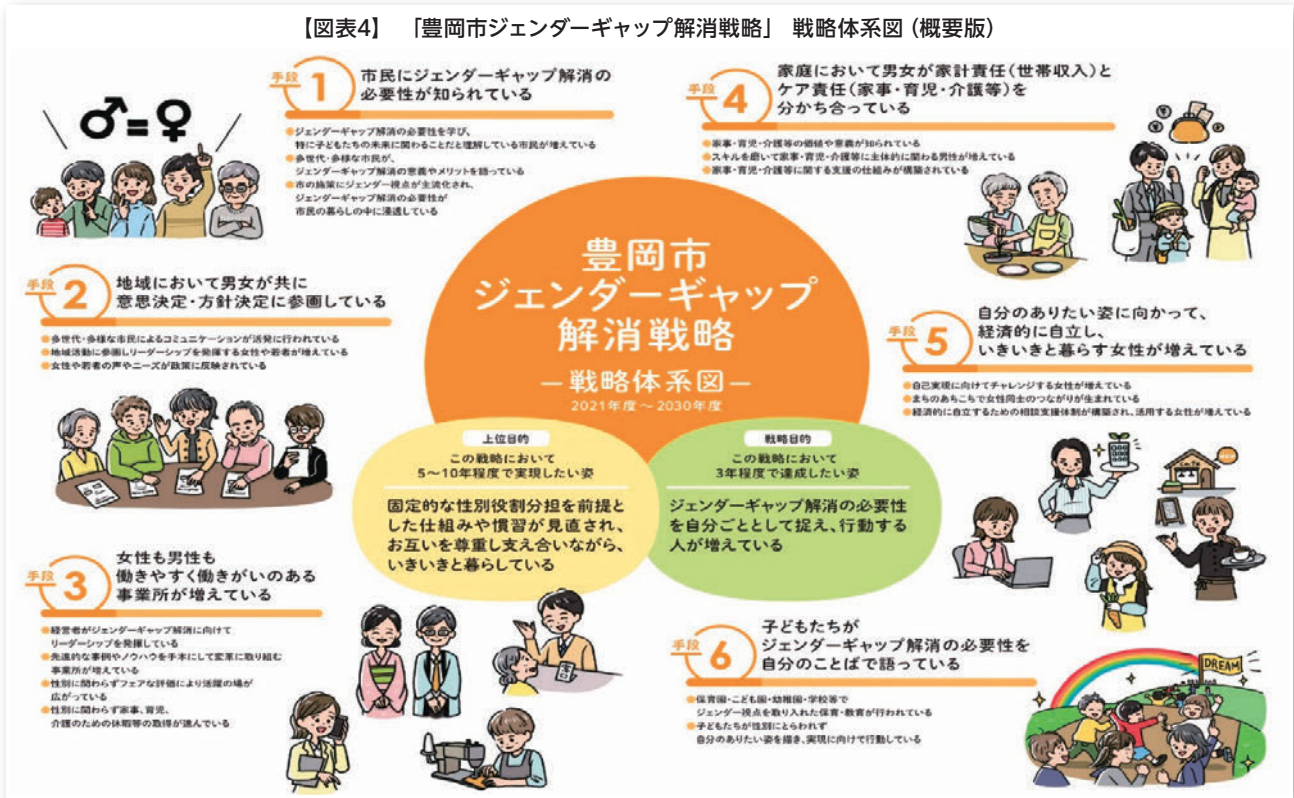 【図表4】 「豊岡市ジェンダーギャップ解消戦略」 戦略体系図（概要版）
手段
1
市民にジェンダーギャップ解消の
必要性が知られている
●ジェンダーギャップ解消の必要性を学び、
特に子どもたちの未来に関わることだと理解している市民が増えている
●多世代・多様な市民が、
ジェンダーギャップ解消の意義やメリットを語っている
●市の施策にジェンダー視点が主流化され、
ジェンダーギャップ解消の必要性が
市民の暮らしの中に浸透している
手段
2
地域において男女が共に
意思決定・方針決定に参画している
●多世代・多様な市民によるコミュニケーションが活発に行われている
●地域活動に参画しリーダーシップを発揮する女性や若者が増えている
●女性や若者の声やニーズが政策に反映されている
手段
3
女性も男性も
働きやすく働きがいのある
事業所が増えている
●経営者がジェンダーギャップ解消に向けて
リーダーシップを発揮している
●先進的な事例やノウハウを手本にして変革に取り組む
事業所が増えている
●性別に関わらずフェアな評価により活躍の場が
広がっている
●性別に関わらず家事、育児、
介護のための休暇等の取得が進んでいる
豊岡市
ジェンダーギャップ
解消戦略
―戦略体系図―
2021年度～2030年度
上位目的
この戦略において
5～10年程度で実現したい姿
固定的な性別役割分担を前提と
した仕組みや慣習が見直され、
お互いを尊重し支え合いながら、
いきいきと暮らしている
戦略目的
この戦略において
3年程度で達成したい姿
ジェンダーギャップ解消の必要性
を自分ごととして捉え、行動する
人が増えている
手段
4
家庭において男女が家計責任（世帯収入）と
ケア責任（家事・育児・介護等）を
分かち合っている
●家事・育児・介護等の価値や意義が知られている
●スキルを磨いて家事・育児・介護等に主体的に関わる男性が増えている
●家事・育児・介護等に関する支援の仕組みが構築されている
手段
5
自分のありたい姿に向かって、
経済的に自立し、
いきいきと暮らす女性が増えている
●自己実現に向けてチャレンジする女性が増えている
●まちのあちこちで女性同士のつながりが生まれている
●経済的に自立するための相談支援体制が構築され、活用する女性が増えている
手段
6
子どもたちが
ジェンダーギャップ解消の必要性を
自分のことばで語っている
●保育園・こども園・幼稚園・学校等で
ジェンダー視点を取り入れた保育・教育が行われている
●子どもたちが性別にとらわれず
自分のありたい姿を描き、実現に向けて行動している
DREAM